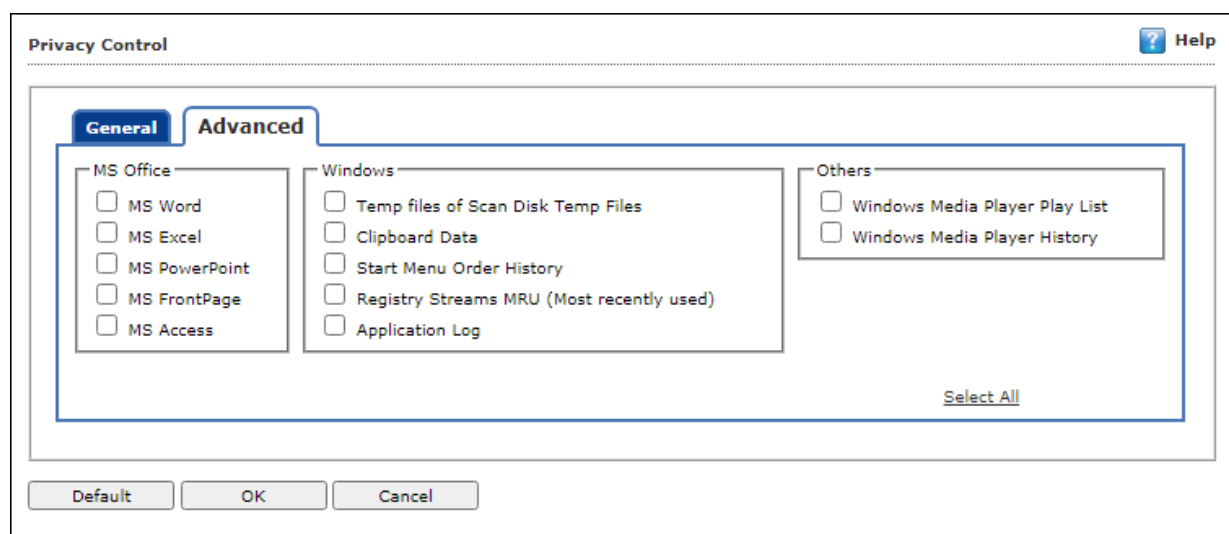 Privacy Control
? Help
General
Advanced
MS Office
MS Word
MS Excel
MS PowerPoint
MS FrontPage
MS Access
Windows
Temp files of Scan Disk Temp Files
Clipboard Data
Start Menu Order History
Registry Streams MRU (Most recently used)
Application Log
Others
Windows Media Player Play List
Windows Media Player History
Select All
Default
OK
Cancel